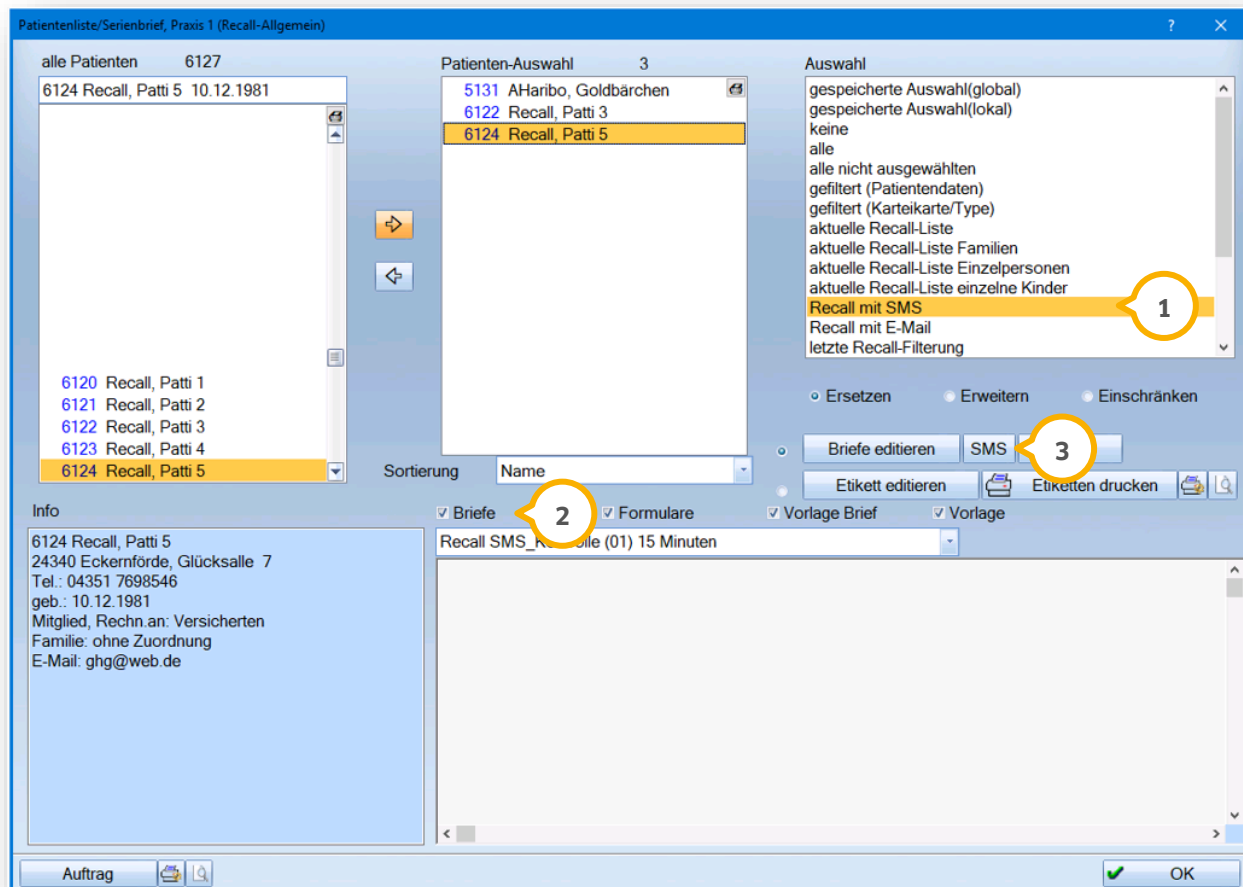 Patientenliste/Serienbrief, Praxis 1 (Recall-Allgemein)
? ×
alle Patienten 6127
6124 Recall, Patti 5 10.12.1981
6120 Recall, Patti 1
6121 Recall, Patti 2
6122 Recall, Patti 3
6123 Recall, Patti 4
6124 Recall, Patti 5
Patienten-Auswahl 3
5131 AHaribo, Goldbärchen
6122 Recall, Patti 3
6124 Recall, Patti 5
Sortierung Name
Auswahl
gespeicherte Auswahl(global)
gespeicherte Auswahl(lokal)
keine
alle
alle nicht ausgewählten
gefiltert (Patientendaten)
gefiltert (Karteikarte/Type)
aktuelle Recall-Liste
aktuelle Recall-Liste Familien
aktuelle Recall-Liste Einzelpersonen
aktuelle Recall-Liste einzelne Kinder
Recall mit SMS
1
Recall mit E-Mail
letzte Recall-Filterung
Ersetzen Erweitern Einschränken
Briefe editieren SMS 3
Etikett editieren Etiketten drucken
Info
6124 Recall, Patti 5
24340 Eckernförde, Glücksalle 7
Tel.: 04351 7698546
geb.: 10.12.1981
Mitglied, Rechn.an: Versicherten
Familie: ohne Zuordnung
E-Mail: ghg@web.de
Briefe 2 Formulare Vorlage Brief Vorlage
Recall SMS_ (01) 15 Minuten
Auftrag
OK